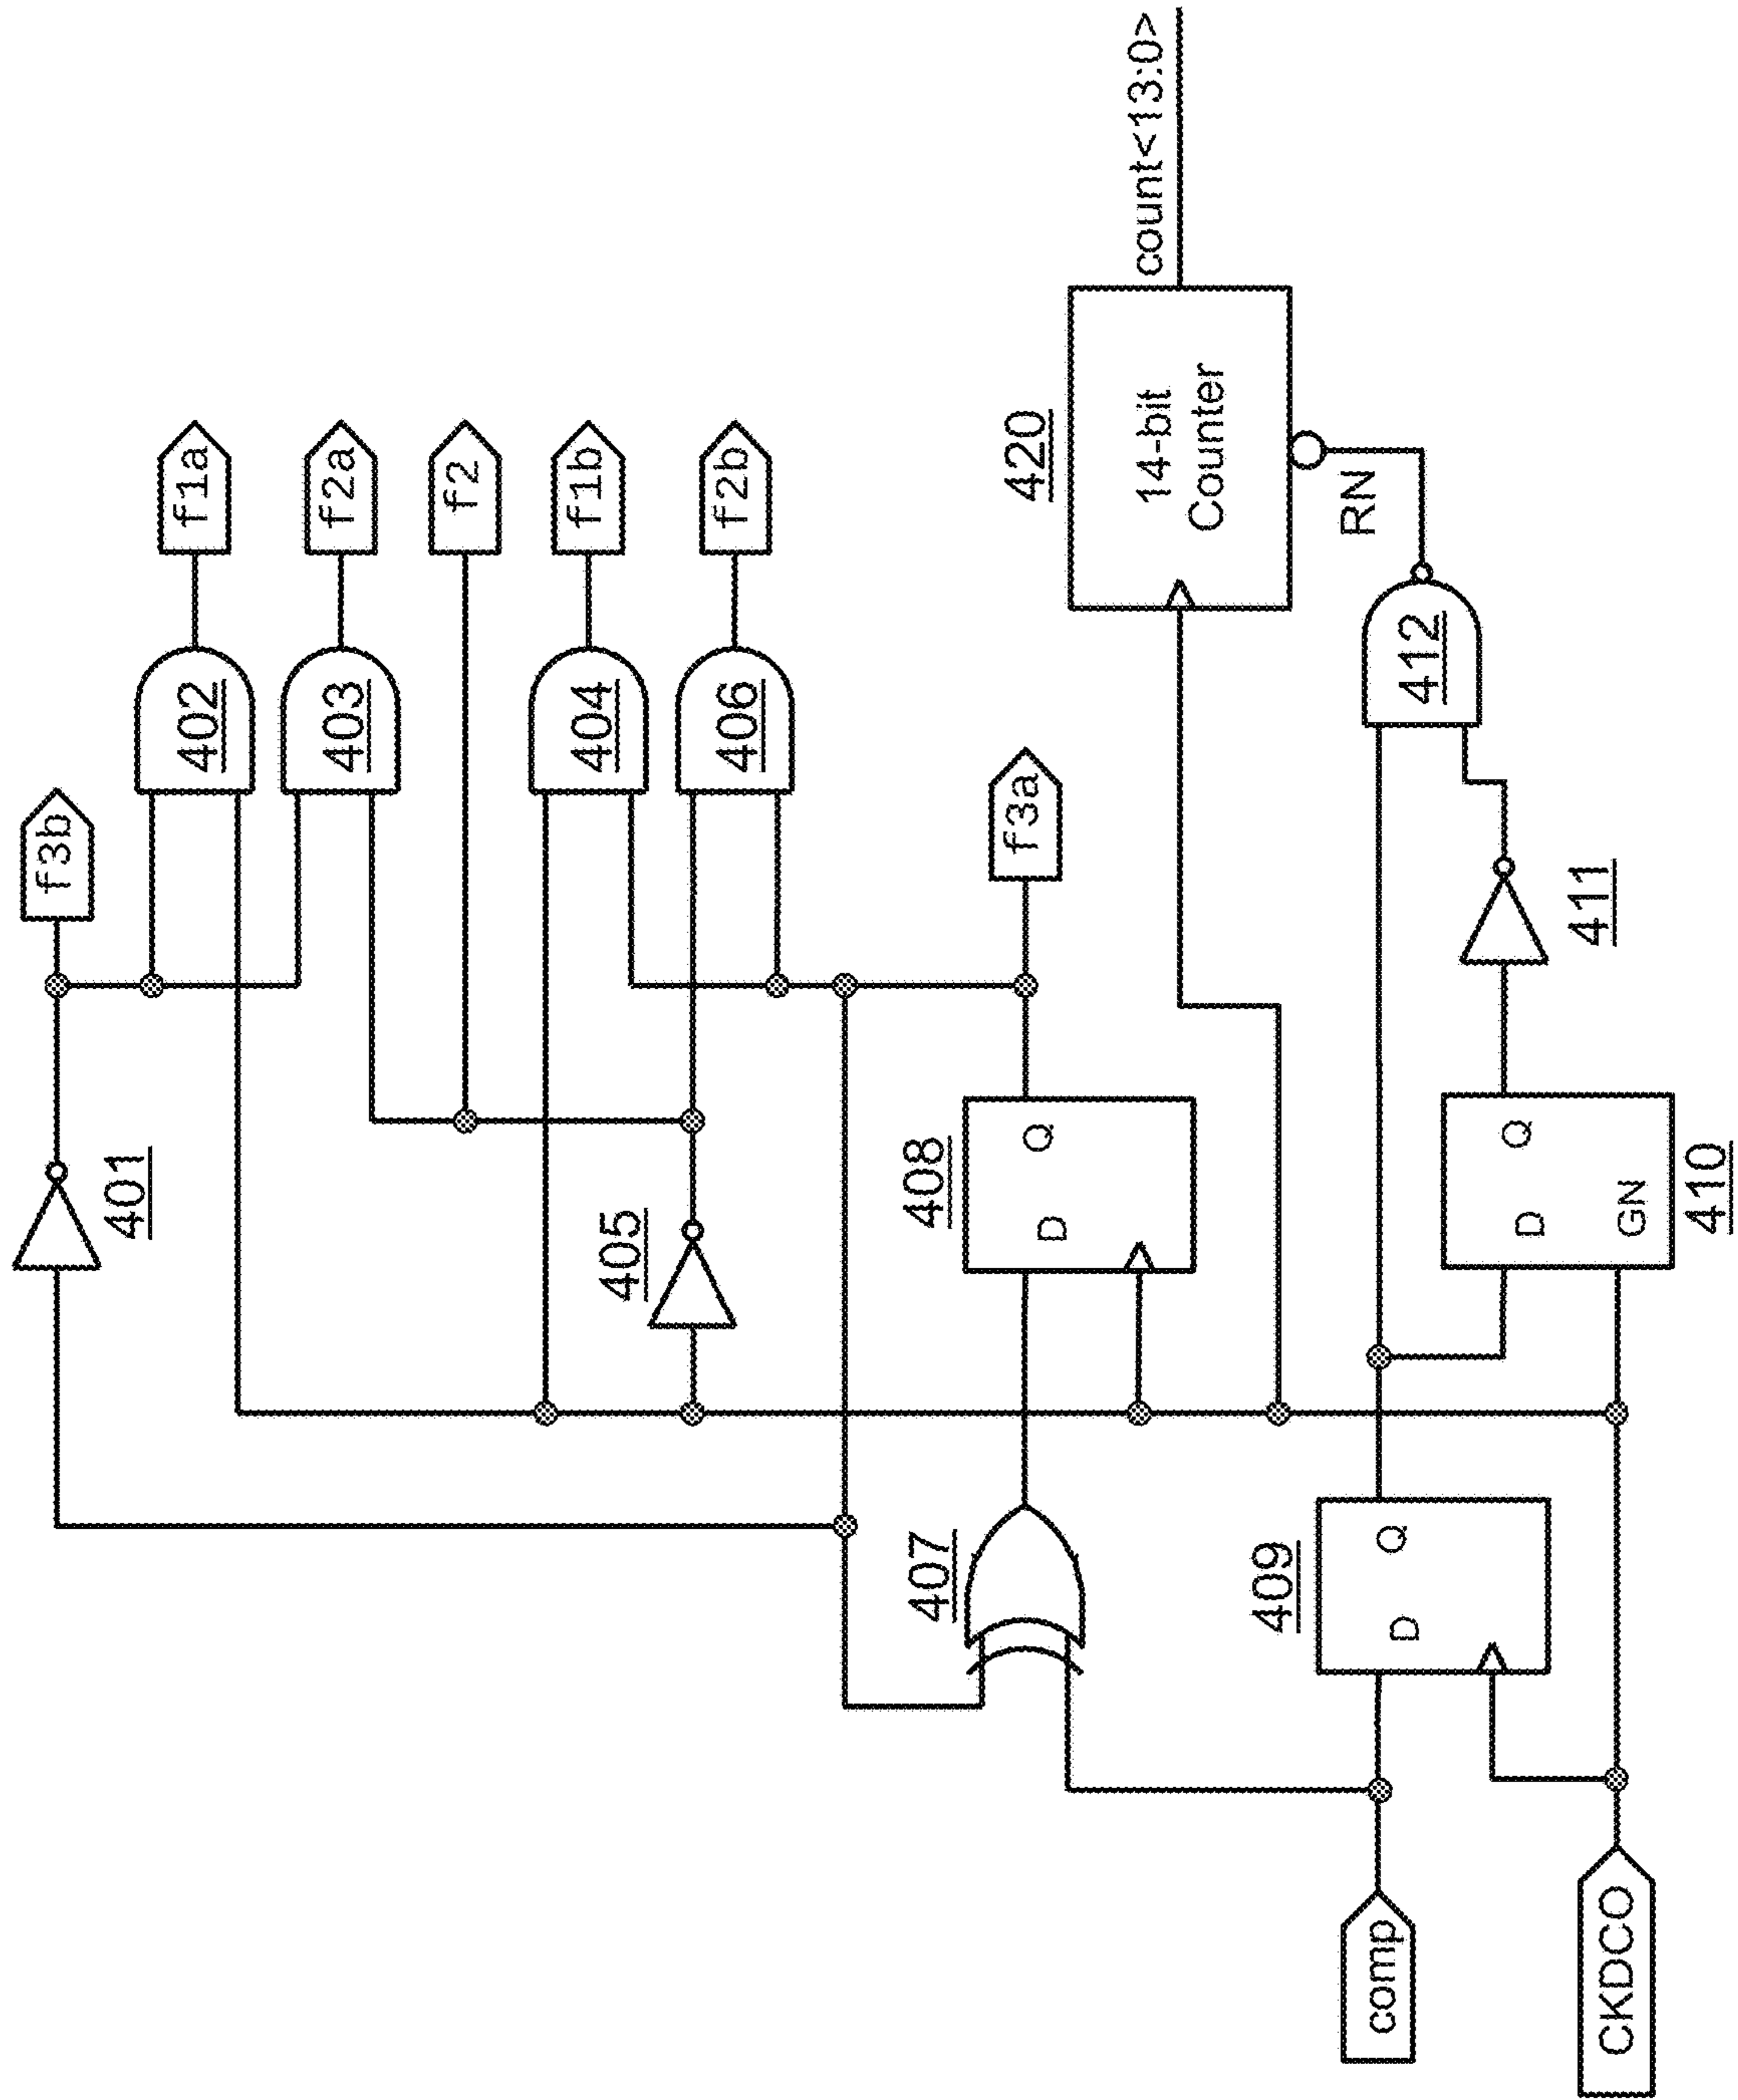 f3b
f1a
f2a
f2
f1b
f2b
401
402
403
404
405
406
f3a
407
408
D
Q
420
14-bit
Counter
count<13:0>
RN
comp
409
D
Q
CKDCO
410
D
Q
GN
411
412